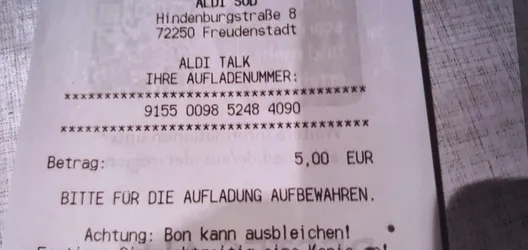 ALDI SÜD
Hindenburgstraße 8
72250 Freudenstadt
ALDI TALK
IHRE AUFLADENUMMER:
**************************************
9155 0098 5248 4090
**************************************
Betrag: 5,00 EUR
BITTE FÜR DIE AUFLADUNG AUFBEWAHREN.
Achtung: Bon kann ausbleichen!